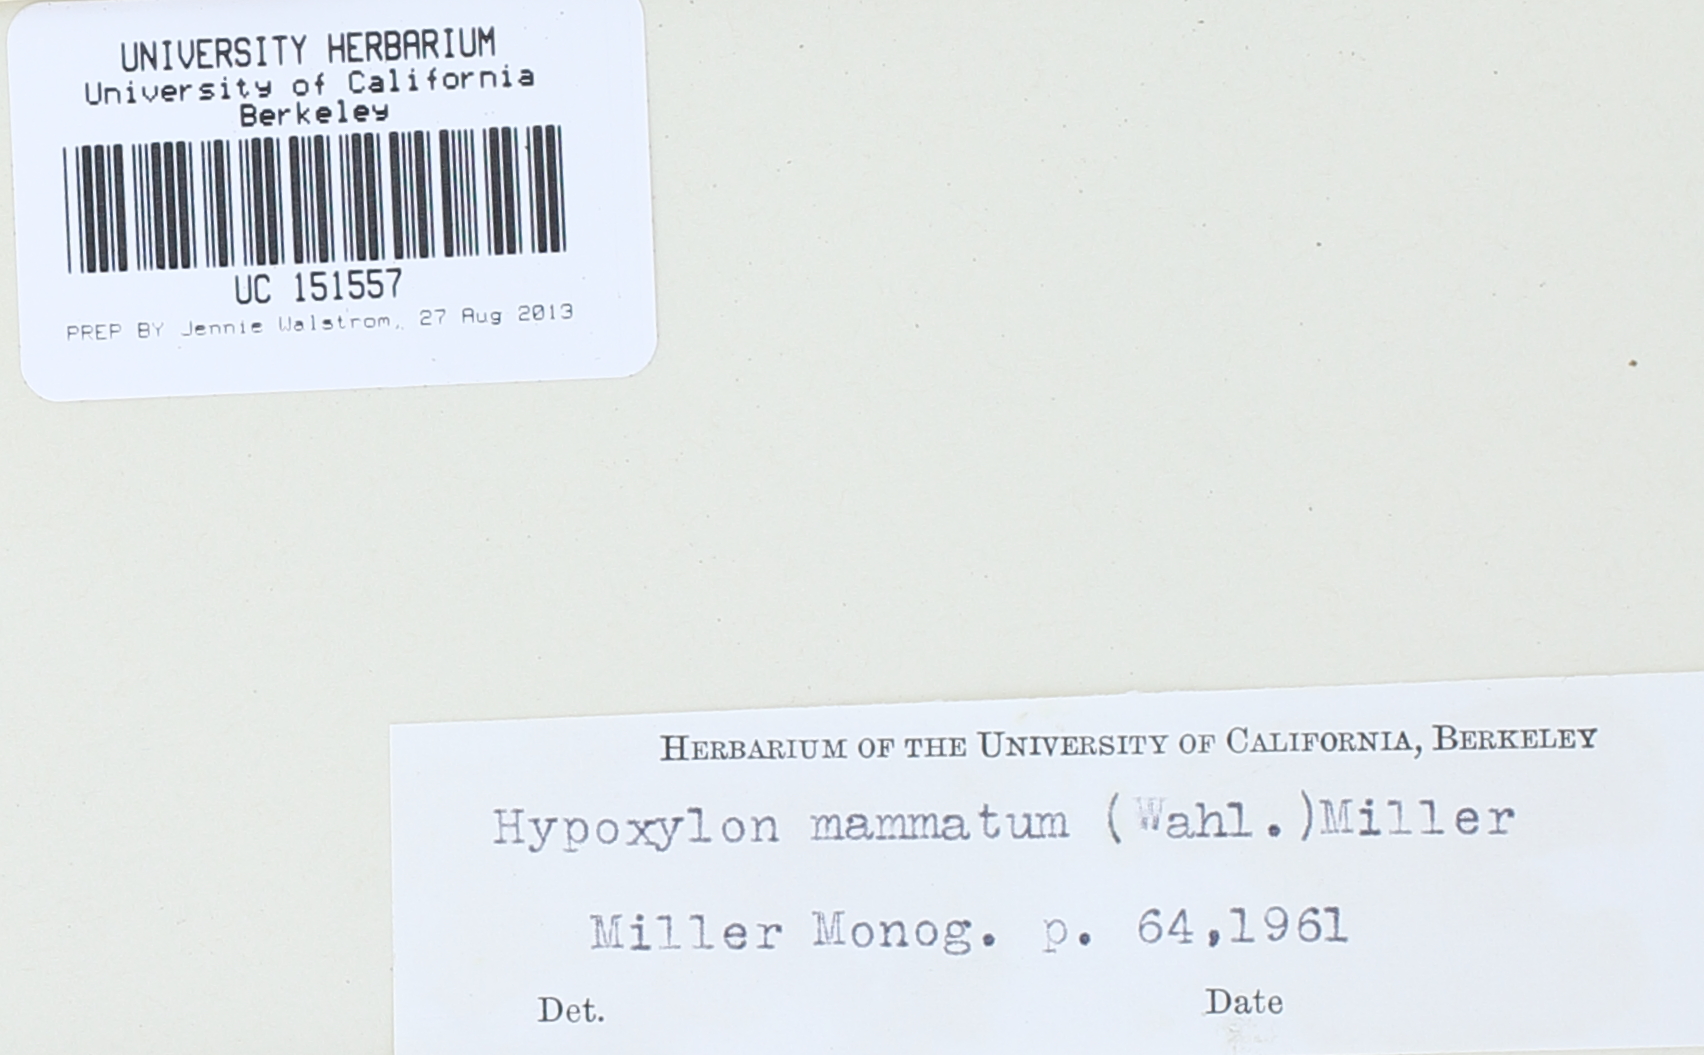 UNIVERSITY HERBARIUM
University of California
Berkeley
UC 151557
PREP BY Jennie Walstrom, 27 Aug 2013
HERBARIUM OF THE UNIVERSITY OF CALIFORNIA, BERKELEY
Hypoxylon mammatum (Wahl.)Miller
Miller Monog. p. 64,1961
Det. Date